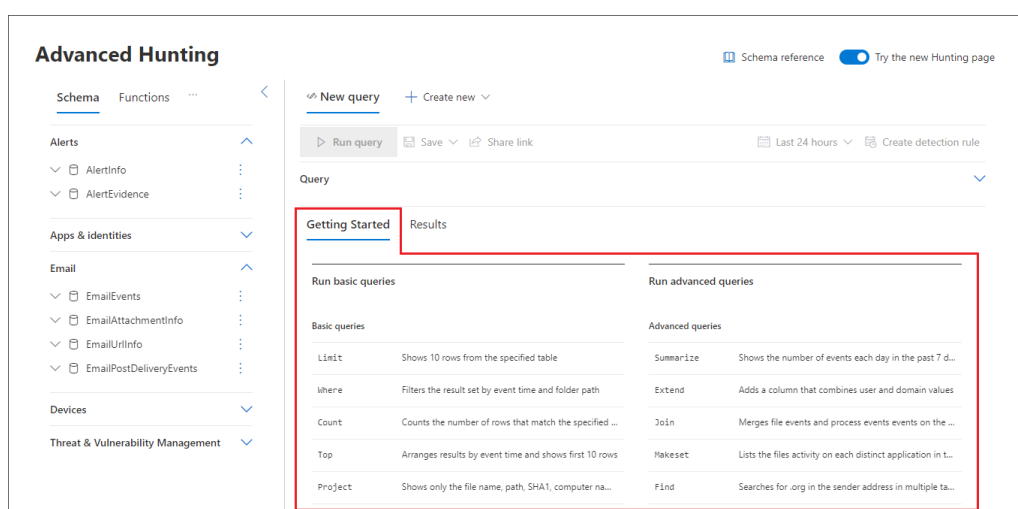 Advanced Hunting
Schema reference
Try the new Hunting page
Schema Functions ...
New query
Create new
Run query Save Share link
Last 24 hours Create detection rule
Alerts
AlertInfo
AlertEvidence
Apps & identities
Email
EmailEvents
EmailAttachmentInfo
EmailUrlInfo
EmailPostDeliveryEvents
Devices
Threat & Vulnerability Management
Query
Getting Started Results
Run basic queries
Basic queries
Limit Shows 10 rows from the specified table
Where Filters the result set by event time and folder path
Count Counts the number of rows that match the specified ...
Top Arranges results by event time and shows first 10 rows
Project Shows only the file name, path, SHA1, computer na...
Run advanced queries
Advanced queries
Summarize Shows the number of events each day in the past 7 d...
Extend Adds a column that combines user and domain values
Join Merges file events and process events events on the ...
Makeset Lists the files activity on each distinct application in t...
Find Searches for .org in the sender address in multiple ta...